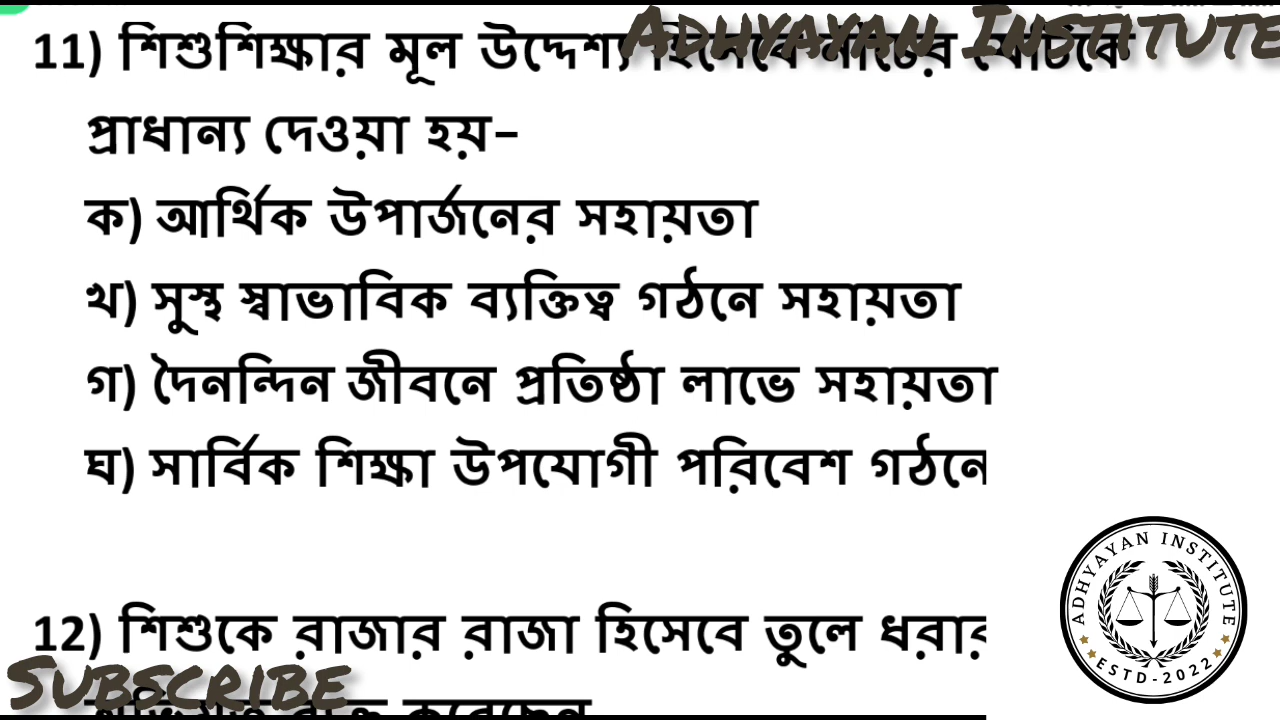 ADHYAYAN INSTITUTE
11) শিশুশিক্ষার মূল উদ্দেশ্য হিসেবে নীচের যেটিকে
প্রাধান্য দেওয়া হয়–
ক) আর্থিক উপার্জনের সহায়তা
খ) সুস্থ স্বাভাবিক ব্যক্তিত্ব গঠনে সহায়তা
গ) দৈনন্দিন জীবনে প্রতিষ্ঠা লাভে সহায়তা
ঘ) সার্বিক শিক্ষা উপযোগী পরিবেশ গঠনে
12) শিশুকে রাজার রাজা হিসেবে তুলে ধরার
SUBSCRIBE
ADHYAYAN INSTITUTE
ESTD-2022